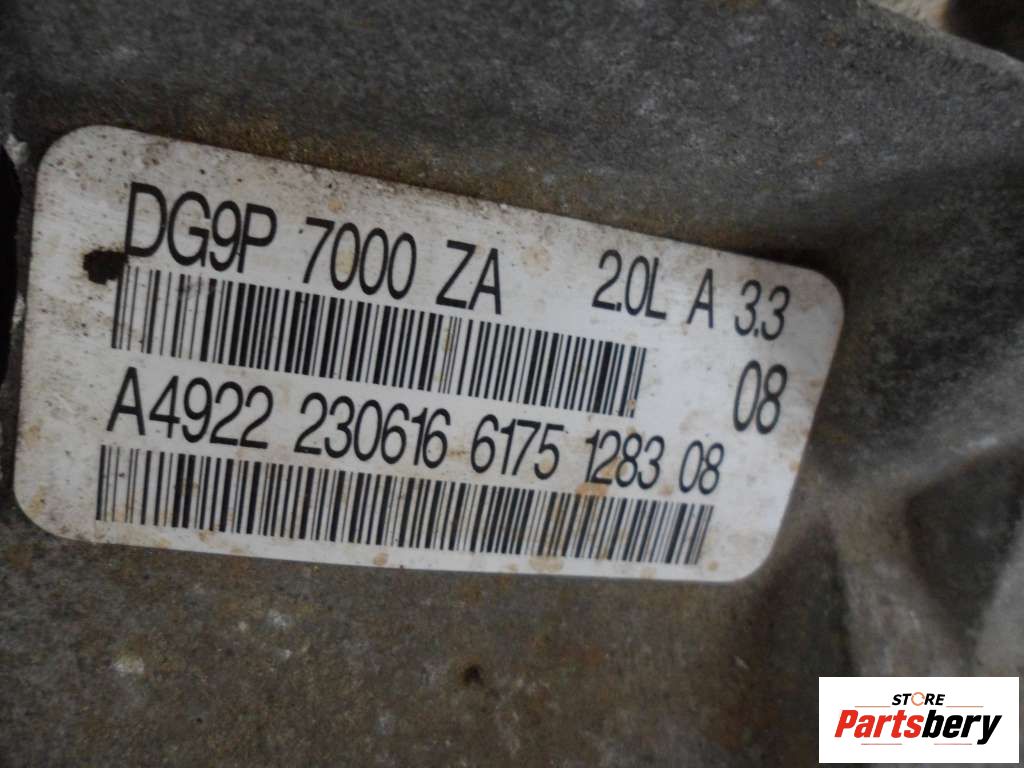 DG9P 7000 ZA 2.0L A 3.3
08
A4922 230616 6175 1283 08
STORE
Partsbery